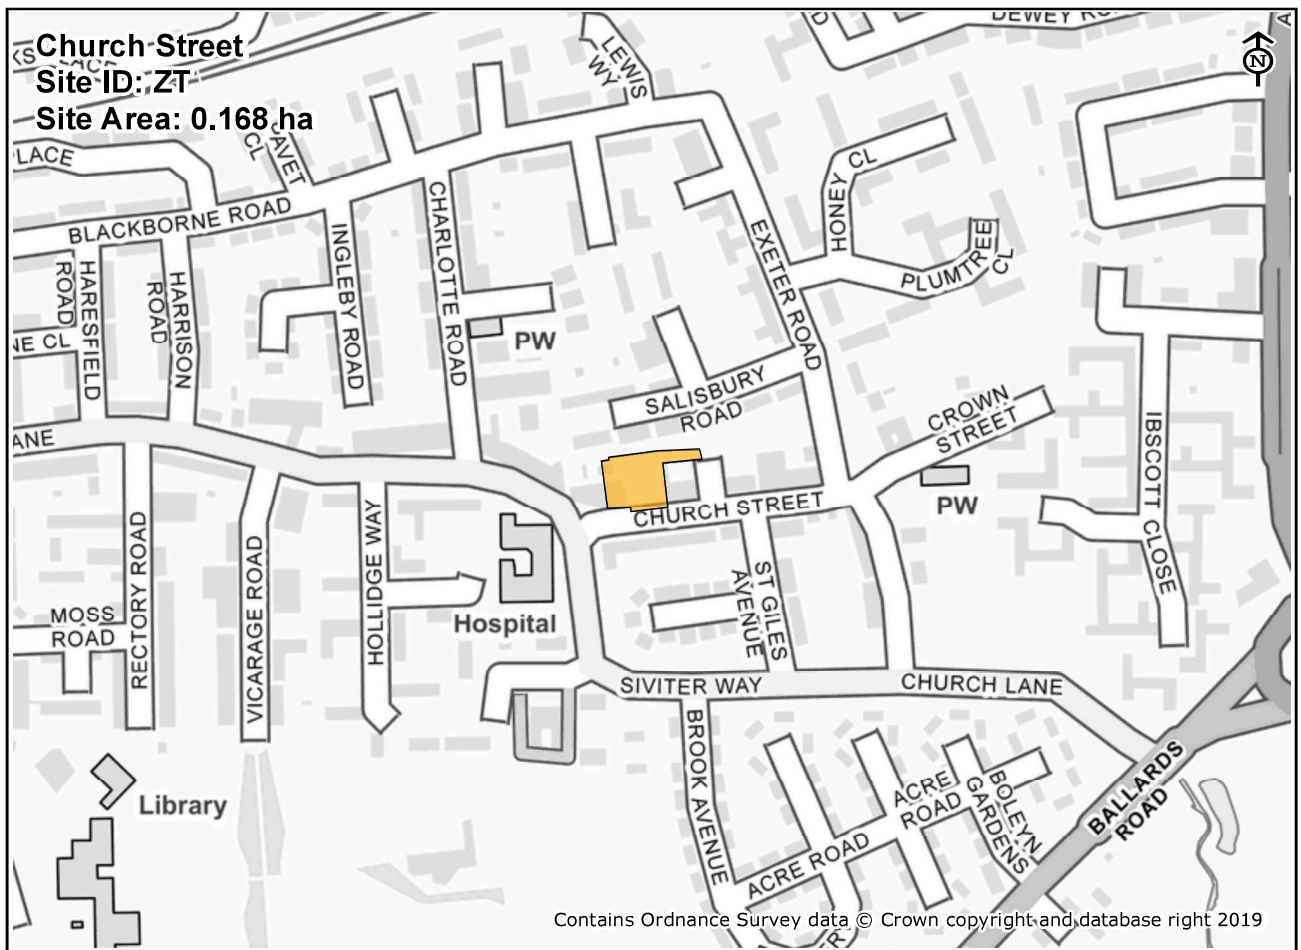 Church Street
Site ID: ZT
Site Area: 0.168 ha
DEWEY
N
LEWIS
WY
PLACE
CL
BLACKBORNE ROAD
HARESFIELD
ROAD
HARRISON
ROAD
INGLEBY ROAD
CHARLOTTE ROAD
EXETER ROAD
HONEY CL
PLUMTREE
CL
NE CL
PW
SALISBURY
ROAD
CROWN
STREET
PW
IBSCOTT CLOSE
ANE
CHURCH STREET
ST GILES
AVENUE
RECTORY ROAD
VICARAGE ROAD
HOLLIDGE WAY
MOSS
ROAD
Hospital
SIVITER WAY
CHURCH LANE
BROOK AVENUE
BALLARDS
ROAD
Library
ACRE
ROAD
BOLEYN
GARDENS
ACRE ROAD
Contains Ordnance Survey data © Crown copyright and database right 2019